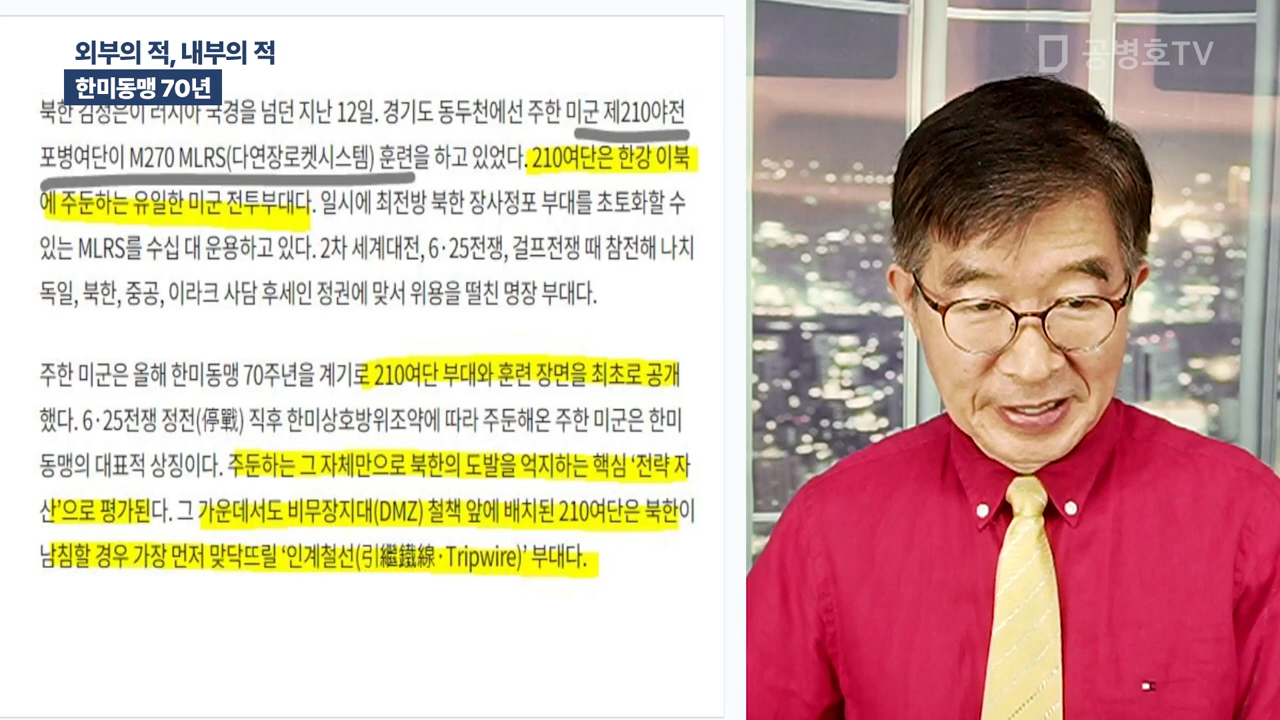 외부의 적, 내부의 적
한미동맹 70년
공병호TV
북한 김정은이 러시아 국경을 넘던 지난 12일. 경기도 동두천에선 주한 미군 제210야전
포병여단이 M270 MLRS(다연장로켓시스템) 훈련을 하고 있었다. 210여단은 한강 이북
에 주둔하는 유일한 미군 전투부대다. 일시에 최전방 북한 장사정포 부대를 초토화할 수
있는 MLRS를 수십 대 운용하고 있다. 2차 세계대전, 6·25전쟁, 걸프전쟁 때 참전해 나치
독일, 북한, 중공, 이라크 사담 후세인 정권에 맞서 위용을 떨친 명장 부대다.
주한 미군은 올해 한미동맹 70주년을 계기로 210여단 부대와 훈련 장면을 최초로 공개
했다. 6·25전쟁 정전(停戰) 직후 한미상호방위조약에 따라 주둔해온 주한 미군은 한미
동맹의 대표적 상징이다. 주둔하는 그 자체만으로 북한의 도발을 억지하는 핵심 ‘전략 자
산’으로 평가된다. 그 가운데서도 비무장지대(DMZ) 철책 앞에 배치된 210여단은 북한이
남침할 경우 가장 먼저 맞닥뜨릴 ‘인계철선(引繼鐵線·Tripwire)’ 부대다.